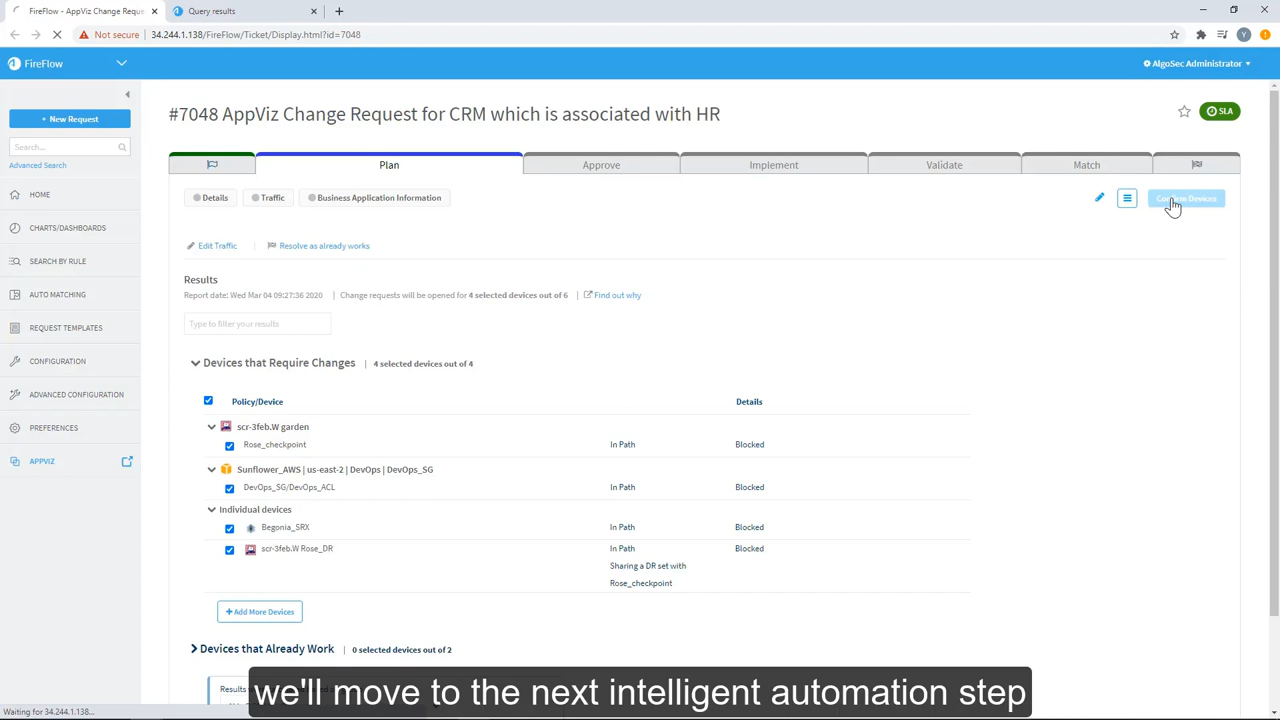 FireFlow - AppViz Change Reque: × Query results × +
Not secure | 34.244.1.138/FireFlow/Ticket/Display.html?id=7048 Y
FireFlow AlgoSec Administrator
+ New Request
Search...
Advanced Search
HOME
CHARTS/DASHBOARDS
SEARCH BY RULE
AUTO MATCHING
REQUEST TEMPLATES
CONFIGURATION
ADVANCED CONFIGURATION
PREFERENCES
APPVIZ
#7048 AppViz Change Request for CRM which is associated with HR SLA
Plan Approve Implement Validate Match
Details Traffic Business Application Information Confirm Devices
Edit Traffic | Resolve as already works
Results
Report date: Wed Mar 04 09:27:36 2020 | Change requests will be opened for 4 selected devices out of 6 | Find out why
Type to filter your results
Devices that Require Changes | 4 selected devices out of 4
Policy/Device Details
scr-3feb.W garden
Rose_checkpoint In Path Blocked
Sunflower_AWS | us-east-2 | DevOps | DevOps_SG
DevOps_SG/DevOps_ACL In Path Blocked
Individual devices
Begonia_SRX In Path Blocked
scr-3feb.W Rose_DR In Path Blocked
Sharing a DR set with
Rose_checkpoint
+ Add More Devices
Devices that Already Work | 0 selected devices out of 2
we'll move to the next intelligent automation step
Waiting for 34.244.1.138...